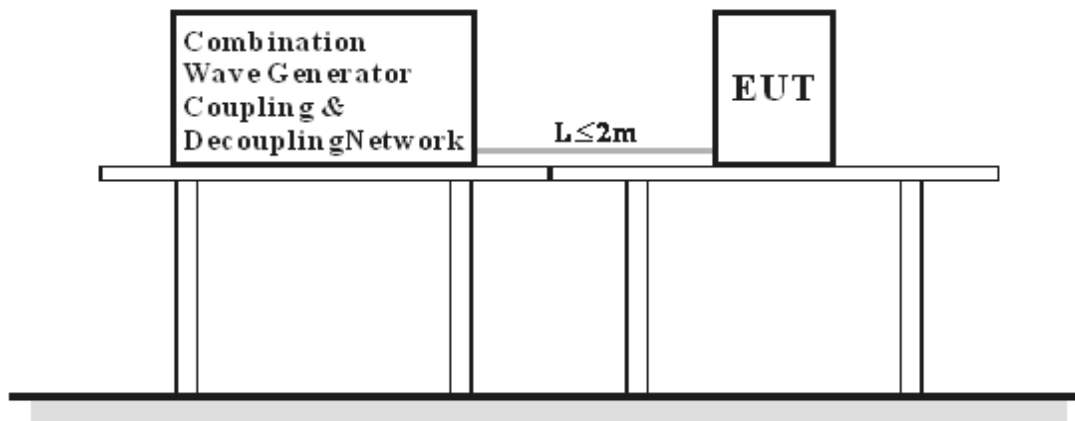 Combination
Wave Generator
Coupling &
DecouplingNetwork
L≤2m
EUT